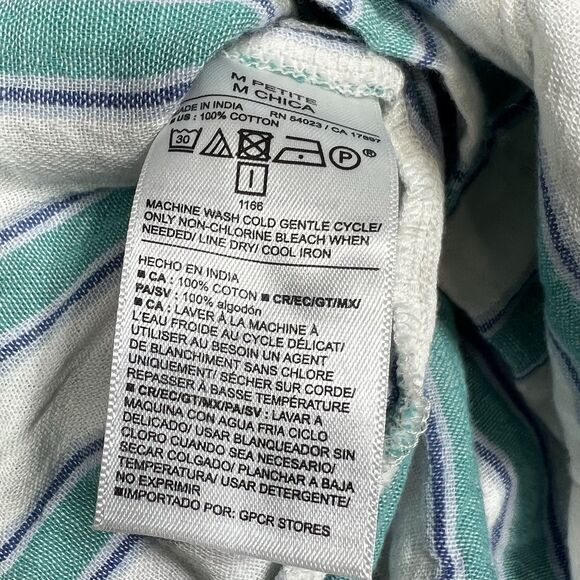 M PETITE
M CHICA
MADE IN INDIA RN 54023 / CA 17897
US : 100% COTTON
30 P ®
1166
MACHINE WASH COLD GENTLE CYCLE/
ONLY NON-CHLORINE BLEACH WHEN
NEEDED/ LINE DRY/ COOL IRON
HECHO EN INDIA
■ CA : 100% COTON ■ CR/EC/GT/MX/
PA/SV : 100% algodón
■ CA : LAVER À LA MACHINE À
L'EAU FROIDE AU CYCLE DÉLICAT/
UTILISER AU BESOIN UN AGENT
DE BLANCHIMENT SANS CHLORE
UNIQUEMENT/ SÉCHER SUR CORDE/
REPASSER À BASSE TEMPÉRATURE
■ CR/EC/GT/MX/PA/SV : LAVAR A
MAQUINA CON AGUA FRIA CICLO
DELICADO/ USAR BLANQUEADOR SIN
CLORO CUANDO SEA NECESARIO/
SECAR COLGADO/ PLANCHAR A BAJA
TEMPERATURA/ USAR DETERGENTE/
NO EXPRIMIR
■IMPORTADO POR: GPCR STORES